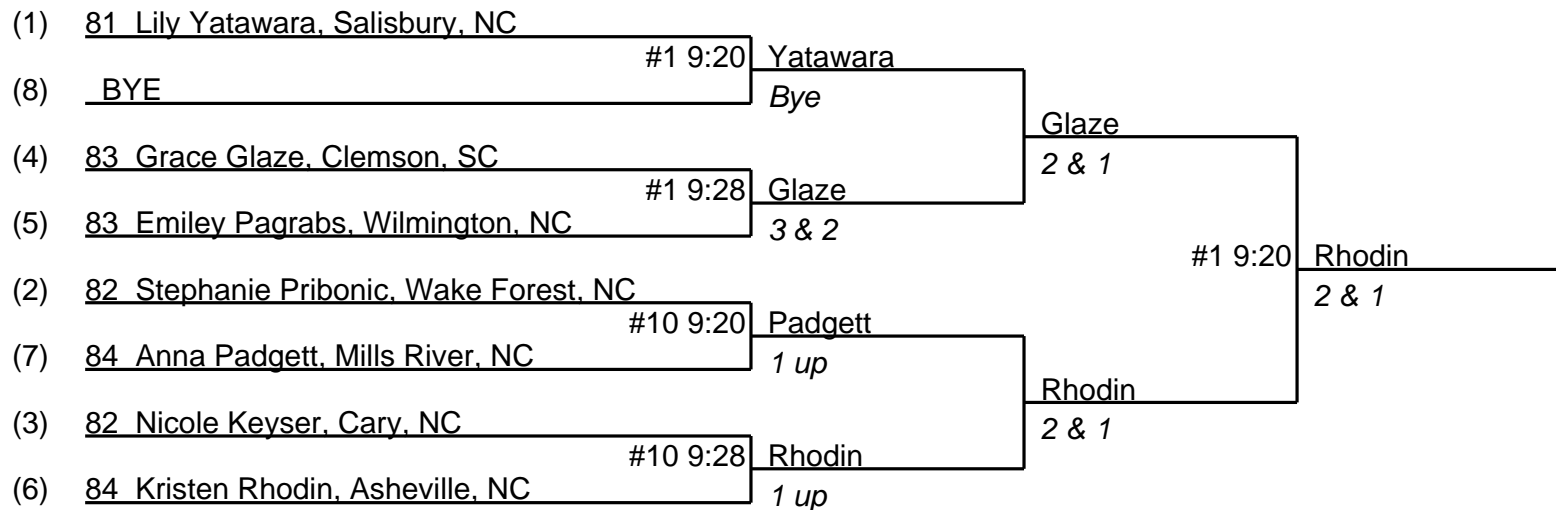 (1) 81 Lily Yatawara, Salisbury, NC
#1 9:20 Yatawara
(8) BYE
Bye
Glaze
(4) 83 Grace Glaze, Clemson, SC
2 & 1
#1 9:28 Glaze
(5) 83 Emiley Pagrabs, Wilmington, NC
3 & 2
#1 9:20 Rhodin
(2) 82 Stephanie Pribonic, Wake Forest, NC
2 & 1
#10 9:20 Padgett
(7) 84 Anna Padgett, Mills River, NC
1 up
Rhodin
(3) 82 Nicole Keyser, Cary, NC
2 & 1
#10 9:28 Rhodin
(6) 84 Kristen Rhodin, Asheville, NC
1 up